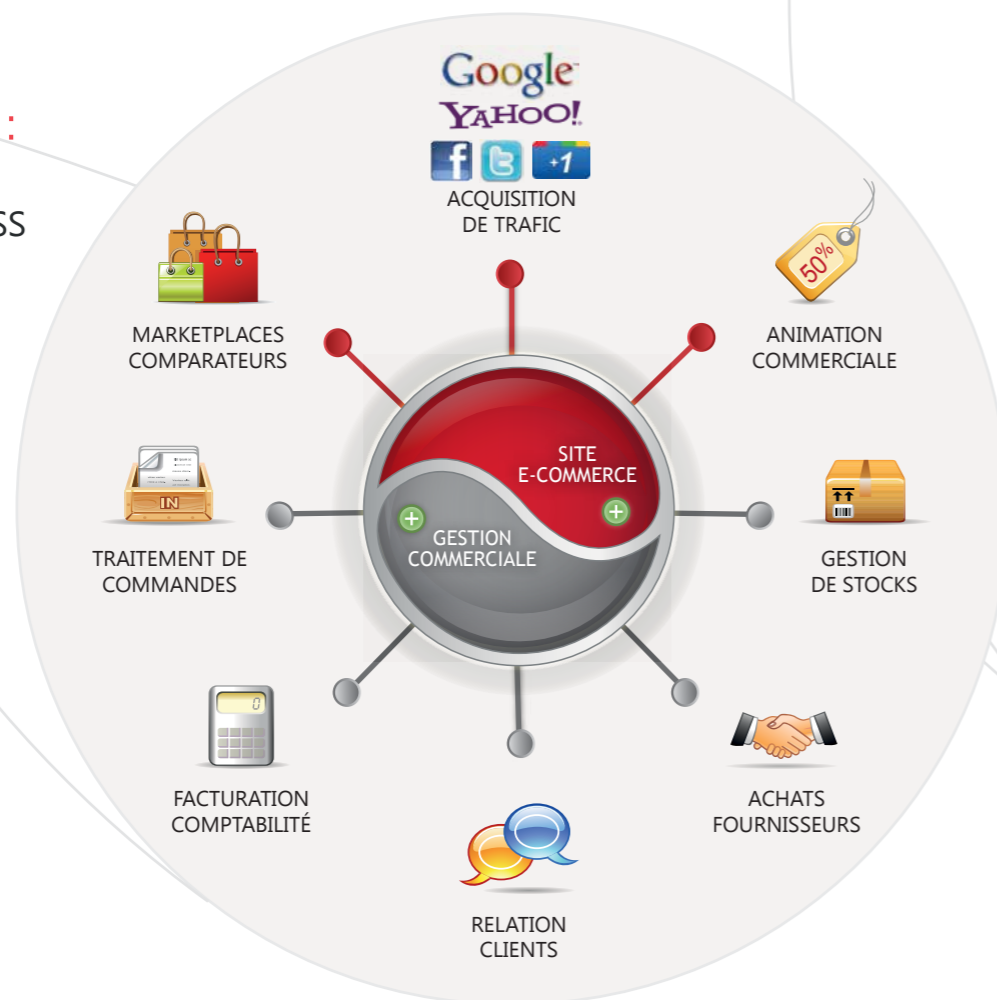 :
SS
Google
YAHOO!
f
t
+1
ACQUISITION
DE TRAFIC
50%
MARKETPLACES
COMPARATEURS
ANIMATION
COMMERCIALE
SITE
E-COMMERCE
GESTION
COMMERCIALE
IN
TRAITEMENT DE
COMMANDES
GESTION
DE STOCKS
0
FACTURATION
COMPTABILITÉ
ACHATS
FOURNISSEURS
RELATION
CLIENTS